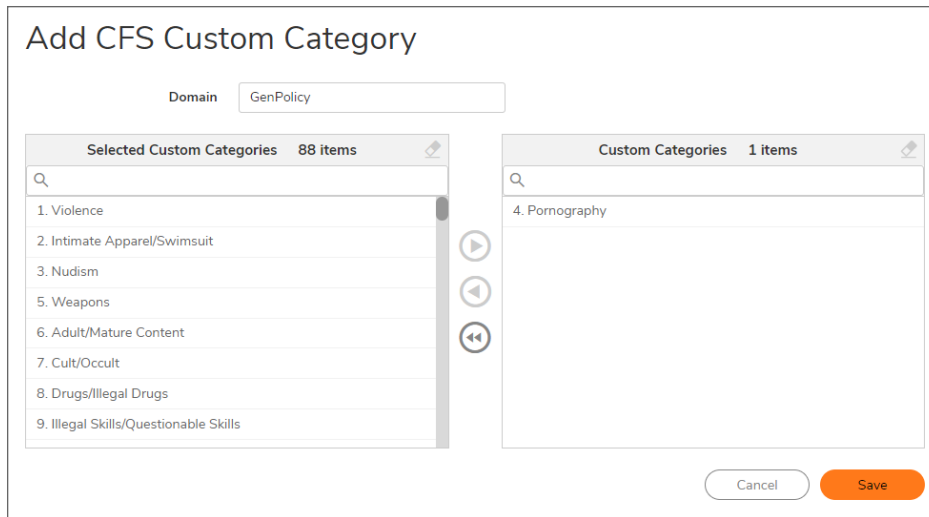 Add CFS Custom Category
Domain GenPolicy
Selected Custom Categories 88 items
1. Violence
2. Intimate Apparel/Swimsuit
3. Nudism
5. Weapons
6. Adult/Mature Content
7. Cult/Occult
8. Drugs/Illegal Drugs
9. Illegal Skills/Questionable Skills
Custom Categories 1 items
4. Pornography
Cancel
Save